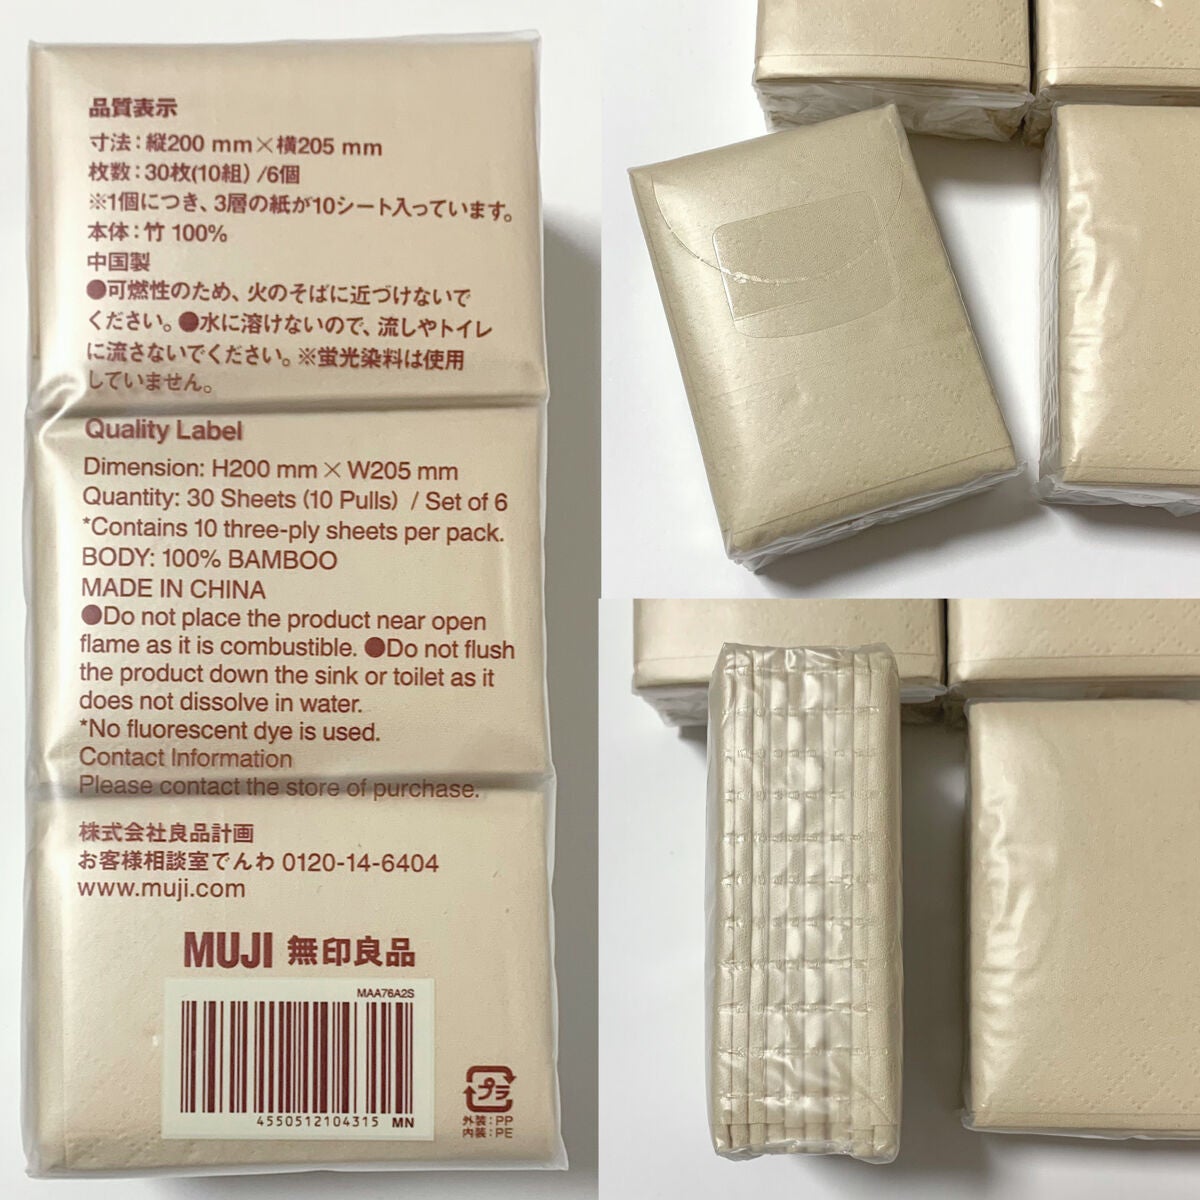 品質表示
寸法：縦200 mm×横205 mm
枚数：30枚(10組) /6個
※1個につき、3層の紙が10シート入っています。
本体：竹 100%
中国製
●可燃性のため、火のそばに近づけないで
ください。●水に溶けないので、流しやトイレ
に流さないでください。※蛍光染料は使用
していません。
Quality Label
Dimension: H200 mm×W205 mm
Quantity: 30 Sheets (10 Pulls) / Set of 6
*Contains 10 three-ply sheets per pack.
BODY: 100% BAMBOO
MADE IN CHINA
●Do not place the product near open
flame as it is combustible. ●Do not flush
the product down the sink or toilet as it
does not dissolve in water.
*No fluorescent dye is used.
Contact Information
Please contact the store of purchase.
株式会社良品計画
お客様相談室でんわ 0120-14-6404
www.muji.com
MUJI 無印良品
MAA76A2S
4550512104315 MN
プラ
外装：PP
内装：PE